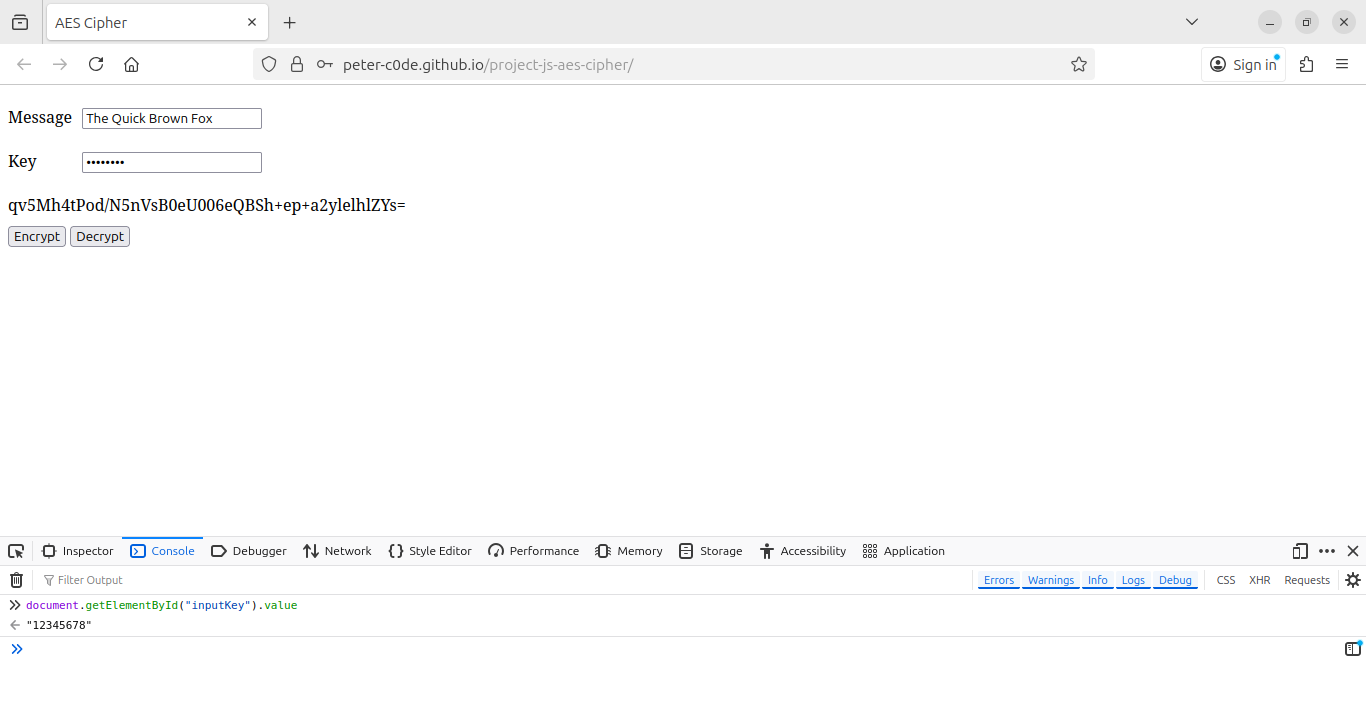 AES Cipher
Sign in
peter-c0de.github.io/project-js-aes-cipher/
Message The Quick Brown Fox
Key ••••••••
qv5Mh4tPod/N5nVsB0eU006eQBSh+ep+a2ylelhlZYs=
Encrypt Decrypt
Inspector Console Debugger Network Style Editor Performance Memory Storage Accessibility Application
Filter Output Errors Warnings Info Logs Debug CSS XHR Requests
document.getElementById("inputKey").value
"12345678"